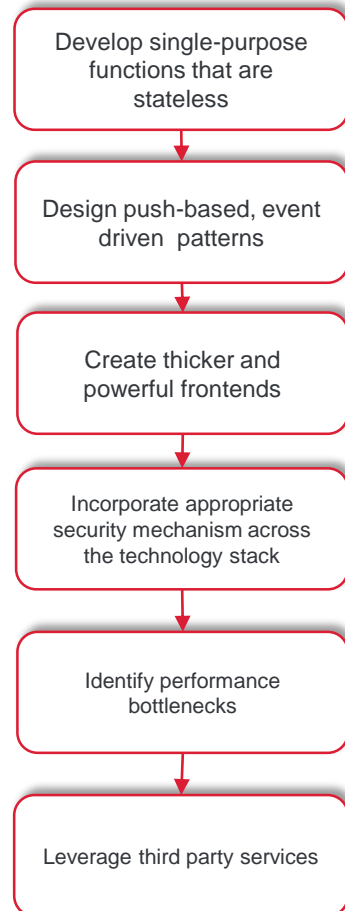 Develop single-purpose
functions that are
stateless
Design push-based, event
driven patterns
Create thicker and
powerful frontends
Incorporate appropriate
security mechanism across
the technology stack
Identify performance
bottlenecks
Leverage third party services